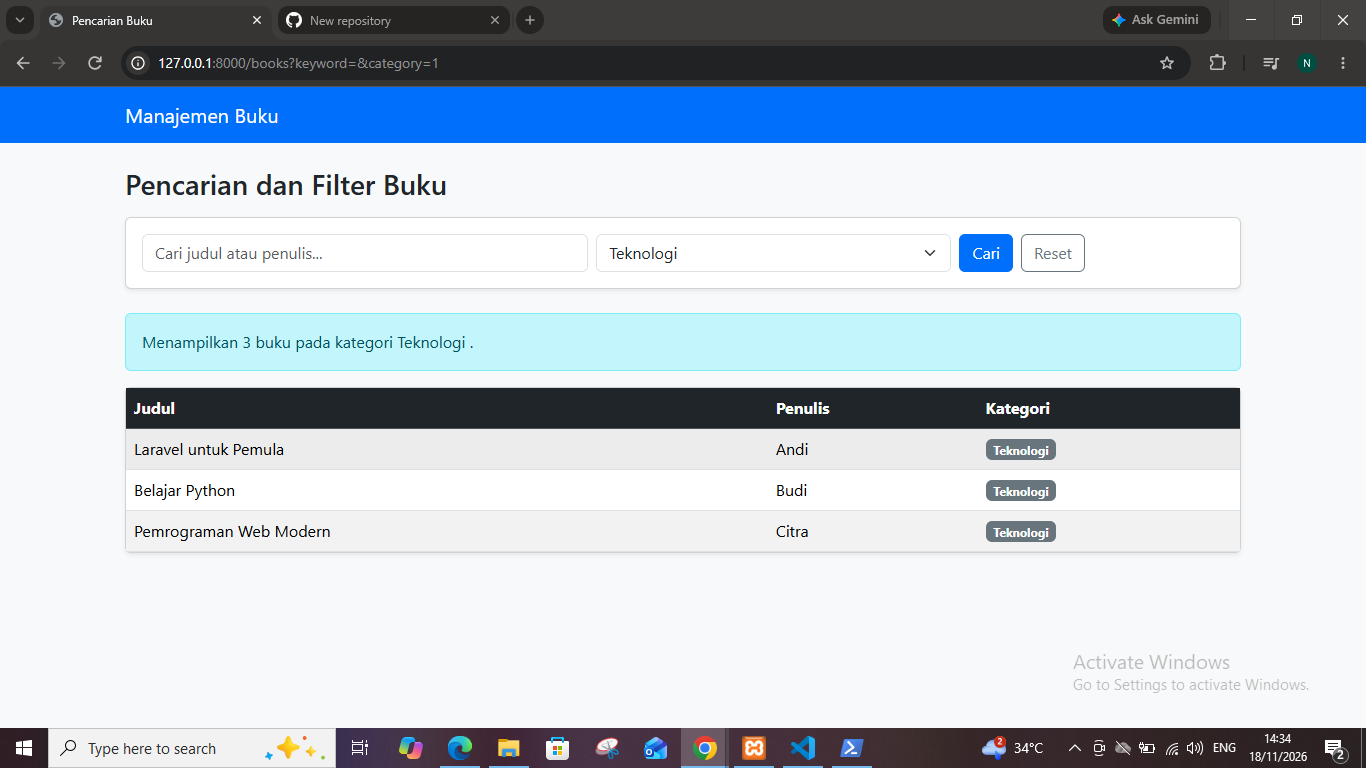 Pencarian Buku
New repository
Ask Gemini
127.0.0.1:8000/books?keyword=&category=1
N
Manajemen Buku
Pencarian dan Filter Buku
Cari judul atau penulis... Teknologi Cari Reset
Menampilkan 3 buku pada kategori Teknologi .
Judul Penulis Kategori
Laravel untuk Pemula Andi Teknologi
Belajar Python Budi Teknologi
Pemrograman Web Modern Citra Teknologi
Activate Windows
Go to Settings to activate Windows.
Type here to search
2
34°C
ENG
14:34
18/11/2026
2